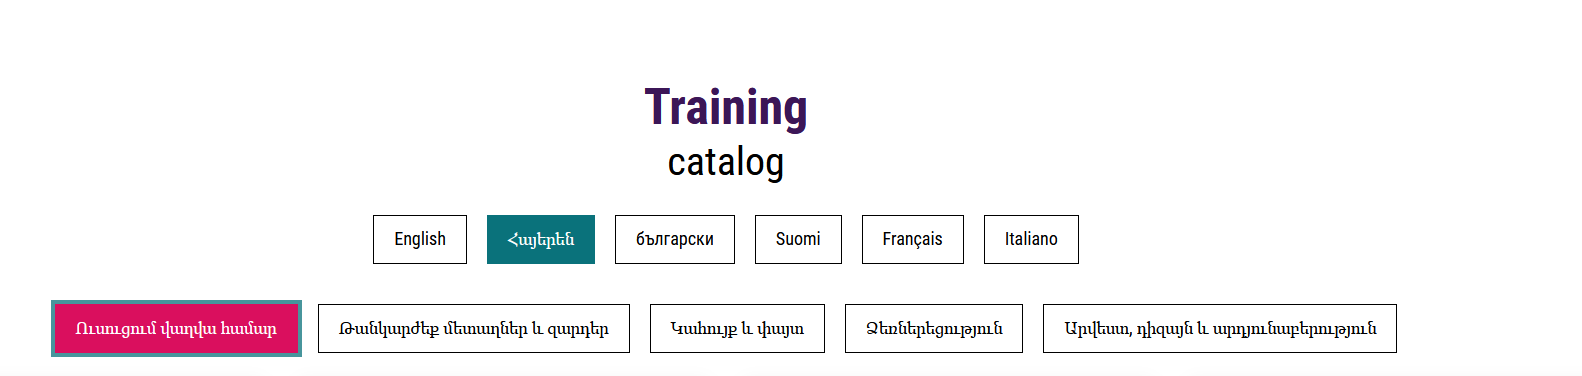 Training
catalog
English Հայերեն български Suomi Français Italiano
Ուսուցում վաղվա համար Թանկարժեք մետաղներ և զարդեր Կահույք և փայտ Ձեռներեցություն Արվեստ, դիզայն և արդյունաբերություն